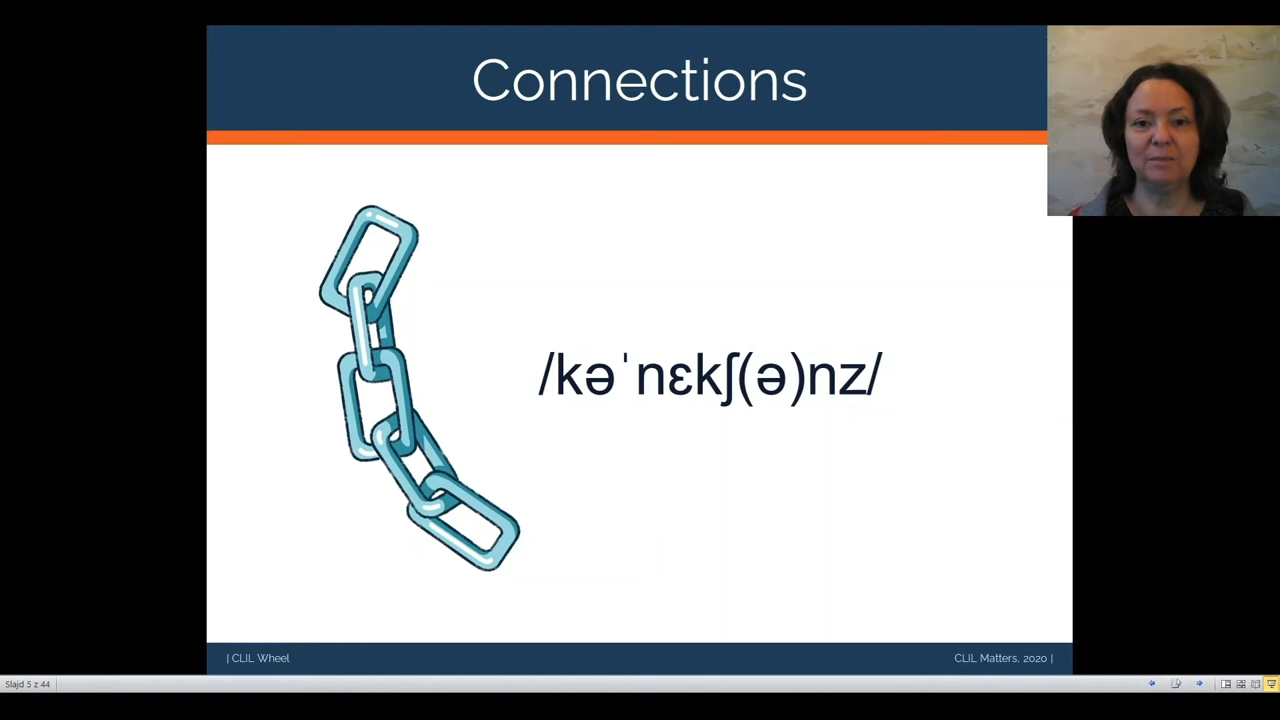 Connections
/kəˈnɛkʃ(ə)nz/
| CLIL Wheel
CLIL Matters, 2020 |
Slajd 5 z 44